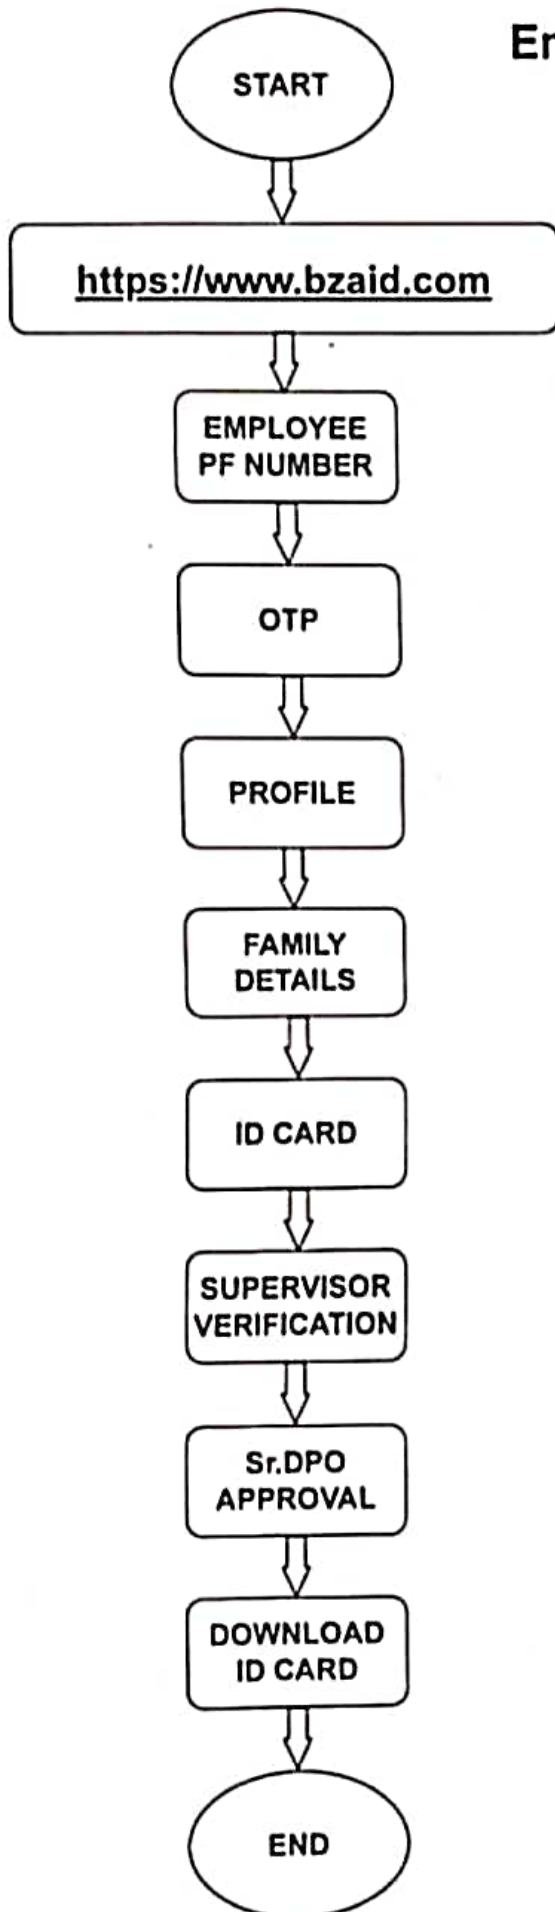 START
En
https://www.bzaid.com
EMPLOYEE
PF NUMBER
OTP
PROFILE
FAMILY
DETAILS
ID CARD
SUPERVISOR
VERIFICATION
Sr.DPO
APPROVAL
DOWNLOAD
ID CARD
END